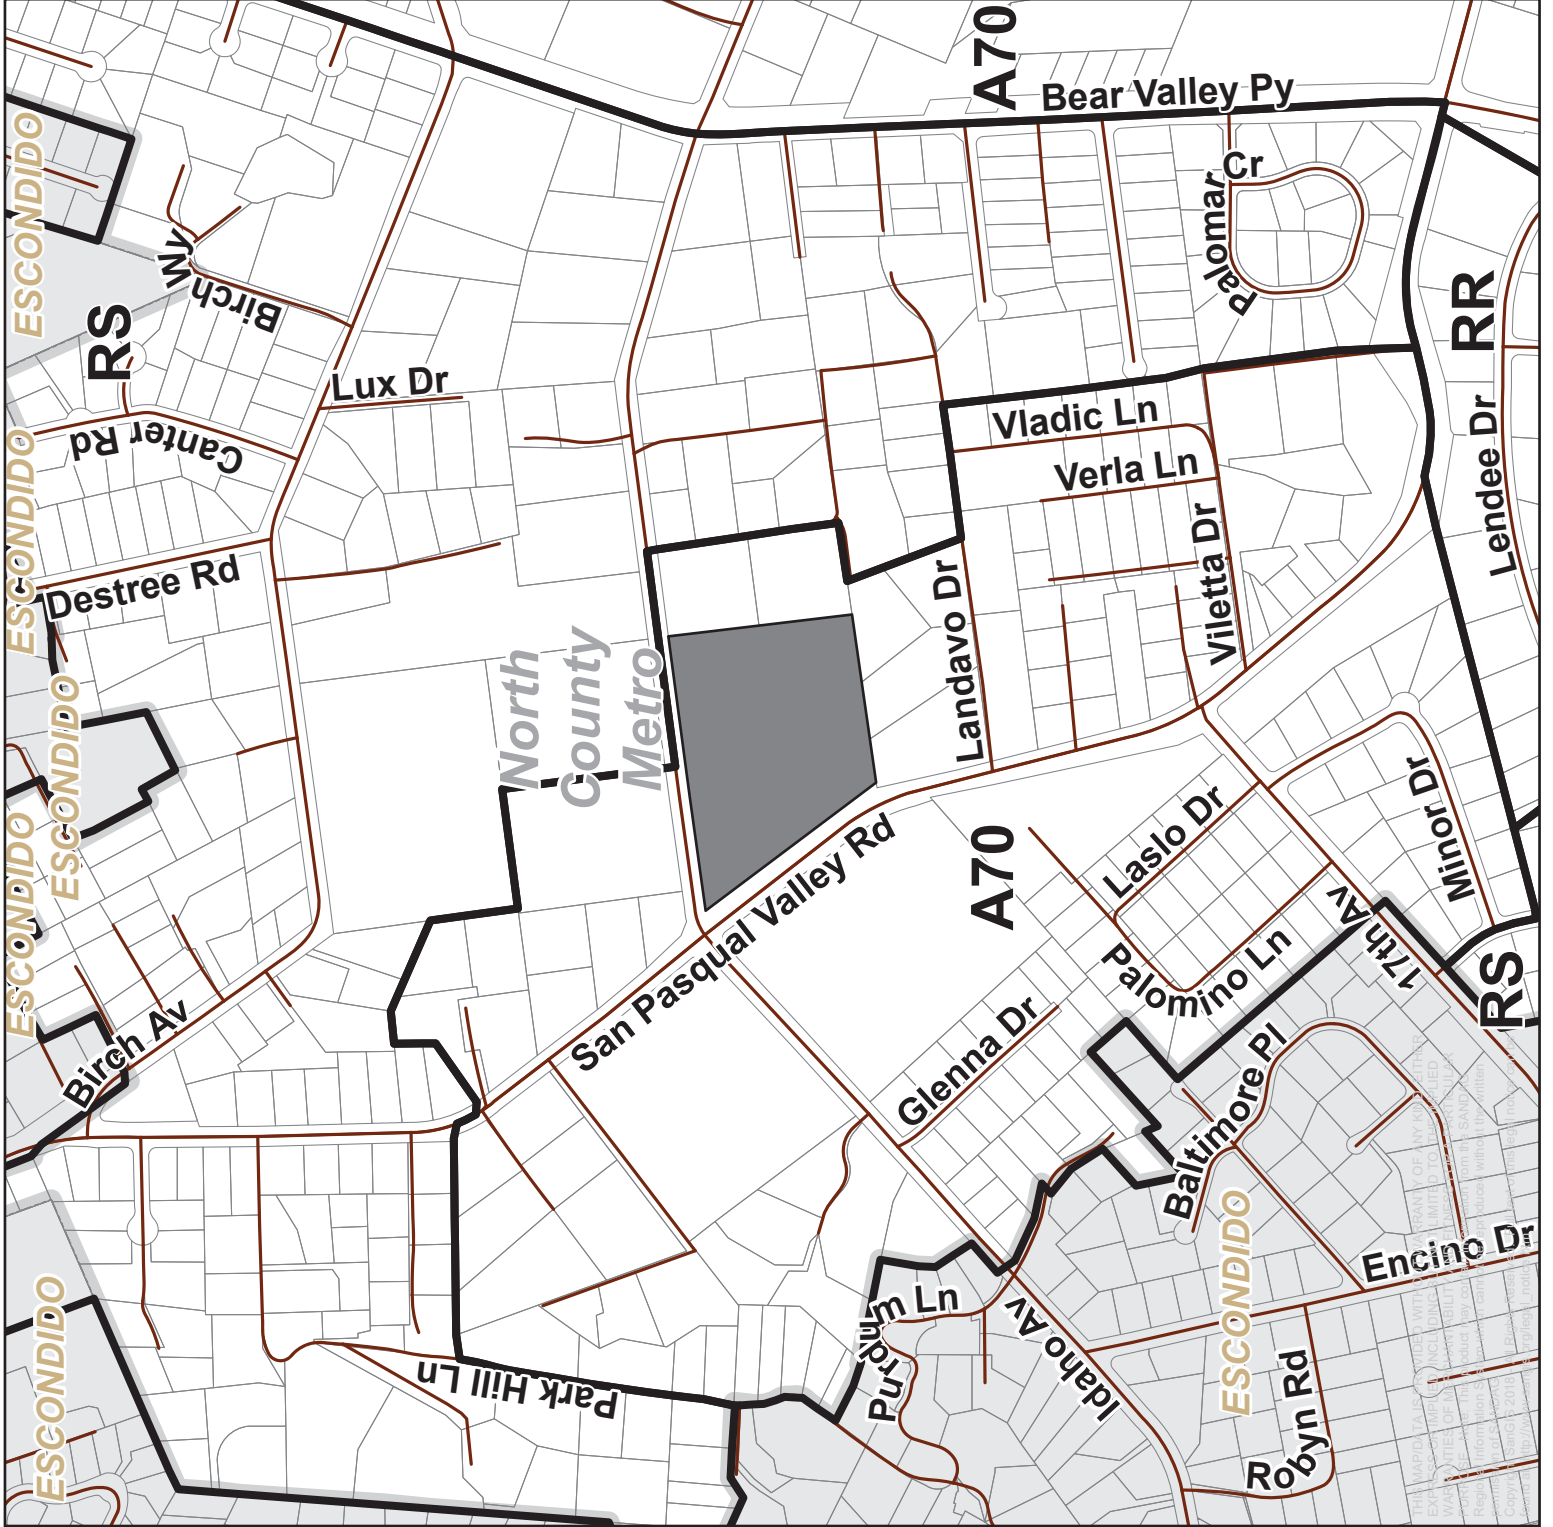 A70
Bear Valley Py
ESCONDIDO
Palomar
Cr
Wy
Birch
RS
RR
Lux Dr
Vladic Ln
Canter Rd
Verla Ln
Lendee Dr
ESCONDIDO
Destree Rd
Viletta Dr
Landavo Dr
North
County
Metro
ESCONDIDO
Minor Dr
Laslo Dr
ESCONDIDO
San Pasqual Valley Rd
A70
17th Av
Palomino Ln
RS
Birch Av
Glenna Dr
Baltimore Pl
ESCONDIDO
Encino Dr
Purdum Ln
Idaho Av
ESCONDIDO
Park Hill Ln
Robyn Rd